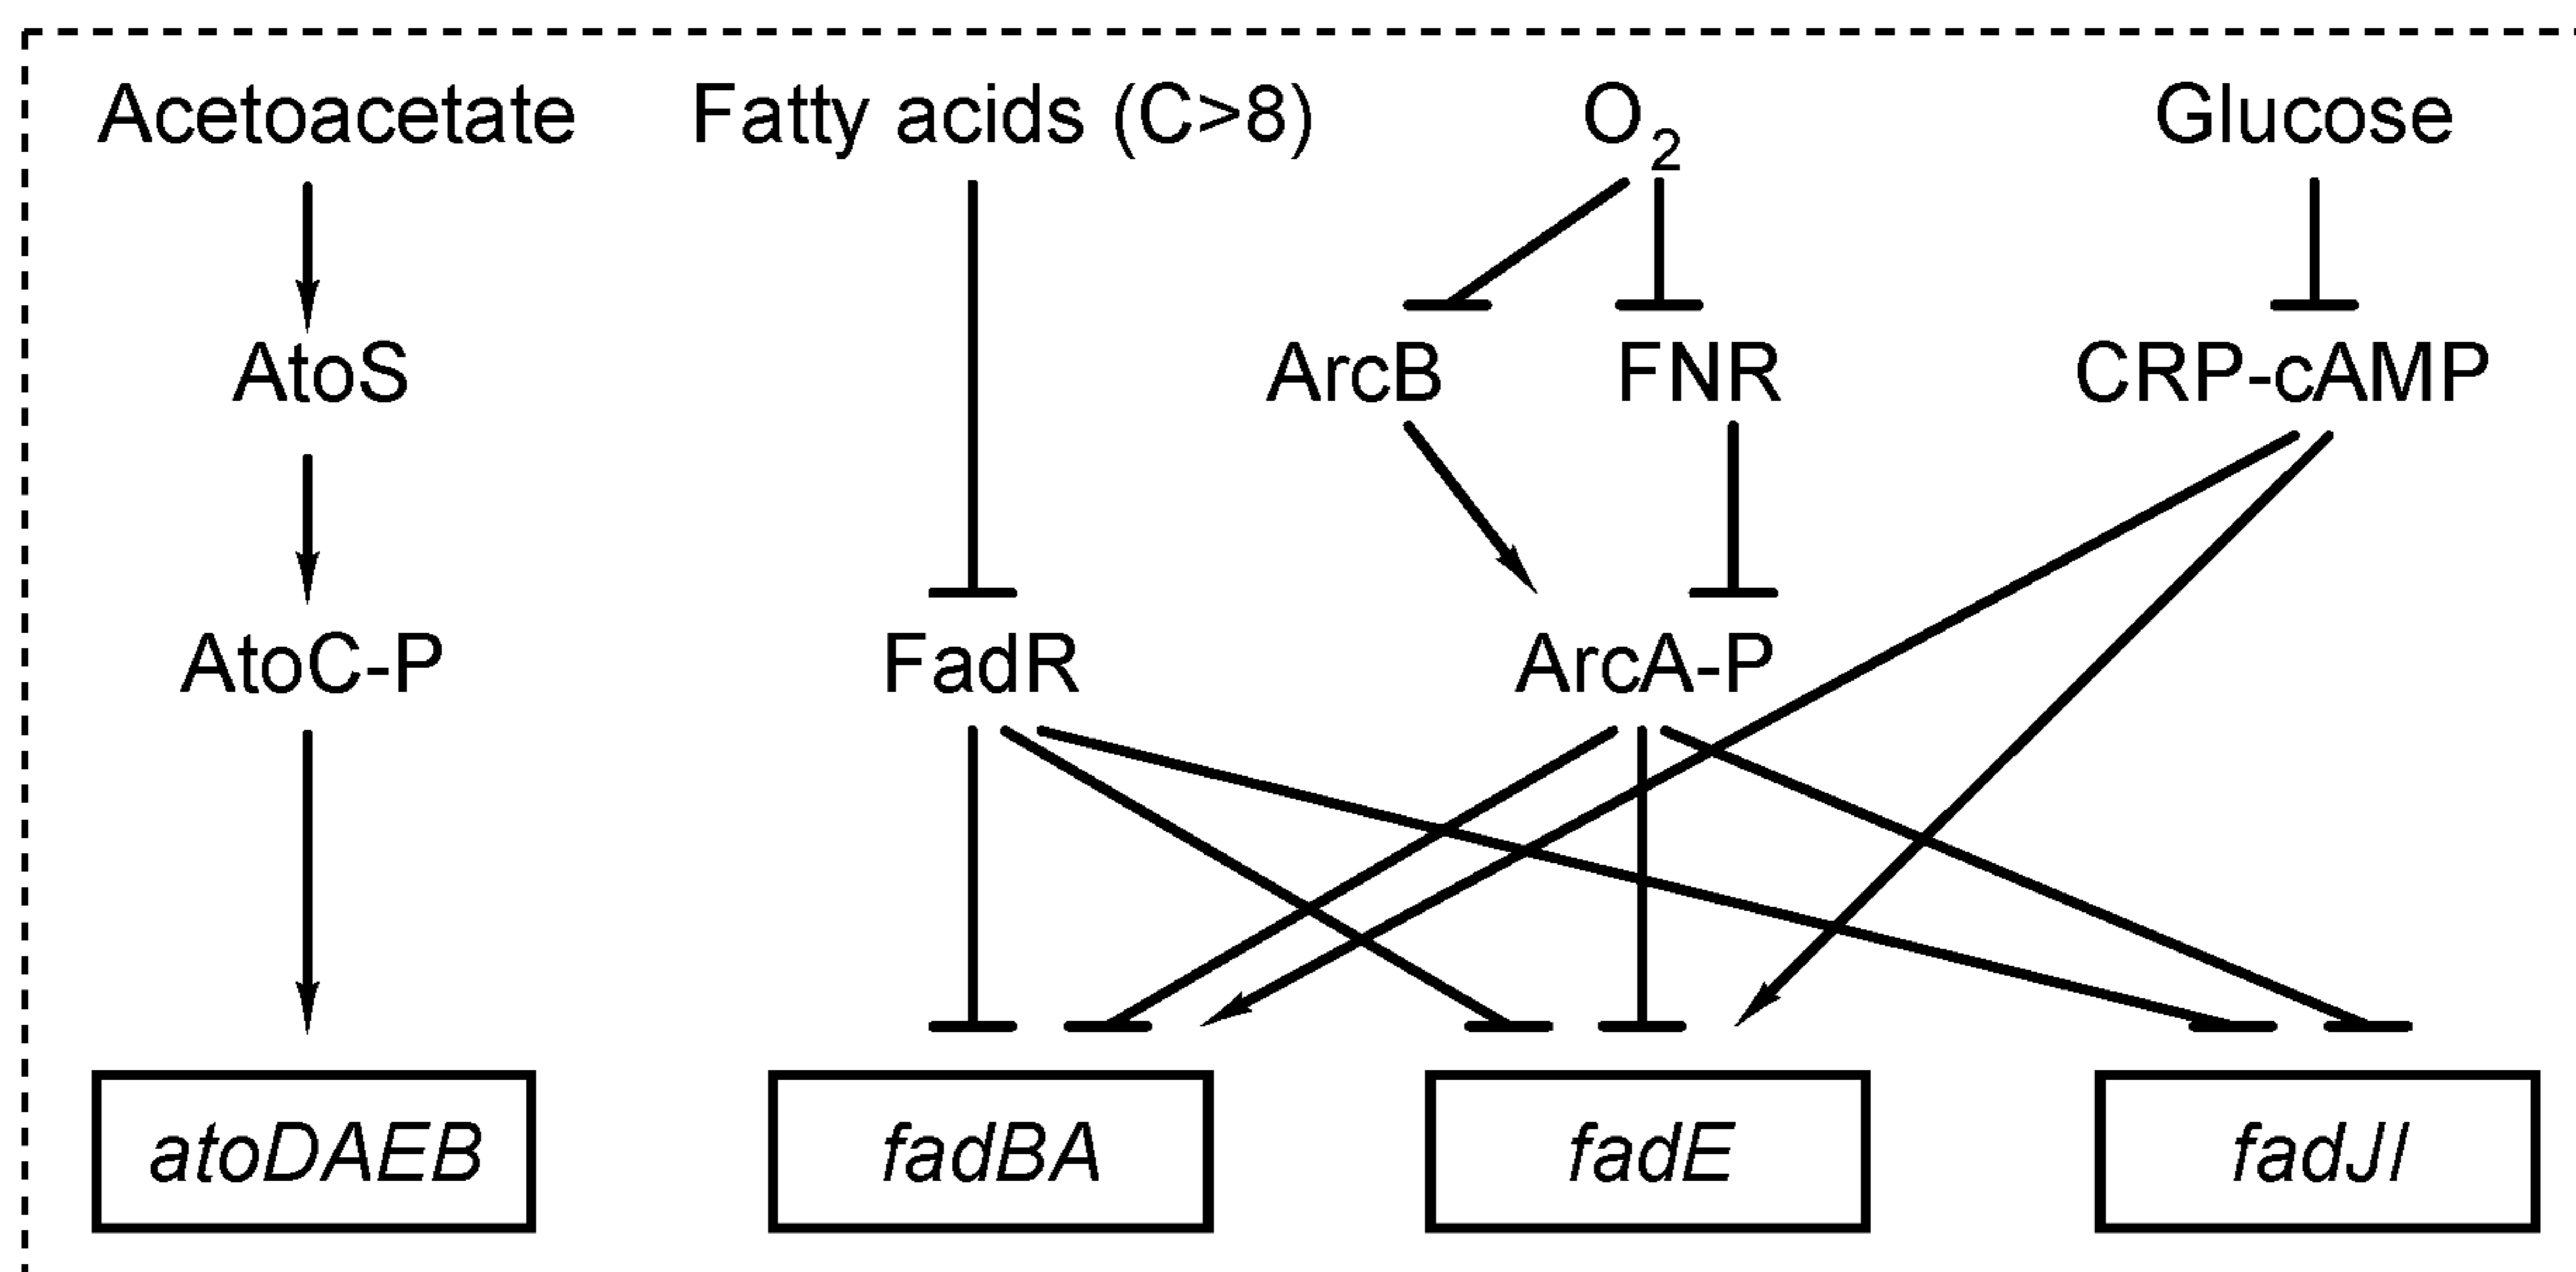 Acetoacetate Fatty acids (C>8) O2 Glucose
AtoS ArcB FNR CRP-cAMP
AtoC-P FadR ArcA-P
atoDAEB fadBA fadE fadJI